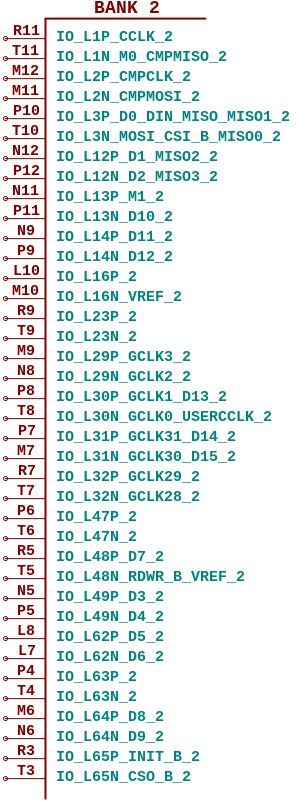 BANK 2
R11 IO_L1P_CCLK_2
T11 IO_L1N_M0_CMPMISO_2
M12 IO_L2P_CMPCLK_2
M11 IO_L2N_CMPMOSI_2
P10 IO_L3P_D0_DIN_MISO_MISO1_2
T10 IO_L3N_MOSI_CSI_B_MISO0_2
N12 IO_L12P_D1_MISO2_2
P12 IO_L12N_D2_MISO3_2
N11 IO_L13P_M1_2
P11 IO_L13N_D10_2
N9 IO_L14P_D11_2
P9 IO_L14N_D12_2
L10 IO_L16P_2
M10 IO_L16N_VREF_2
R9 IO_L23P_2
T9 IO_L23N_2
M9 IO_L29P_GCLK3_2
N8 IO_L29N_GCLK2_2
P8 IO_L30P_GCLK1_D13_2
T8 IO_L30N_GCLK0_USERCCLK_2
P7 IO_L31P_GCLK31_D14_2
M7 IO_L31N_GCLK30_D15_2
R7 IO_L32P_GCLK29_2
T7 IO_L32N_GCLK28_2
P6 IO_L47P_2
T6 IO_L47N_2
R5 IO_L48P_D7_2
T5 IO_L48N_RDWR_B_VREF_2
N5 IO_L49P_D3_2
P5 IO_L49N_D4_2
L8 IO_L62P_D5_2
L7 IO_L62N_D6_2
P4 IO_L63P_2
T4 IO_L63N_2
M6 IO_L64P_D8_2
N6 IO_L64N_D9_2
R3 IO_L65P_INIT_B_2
T3 IO_L65N_CSO_B_2